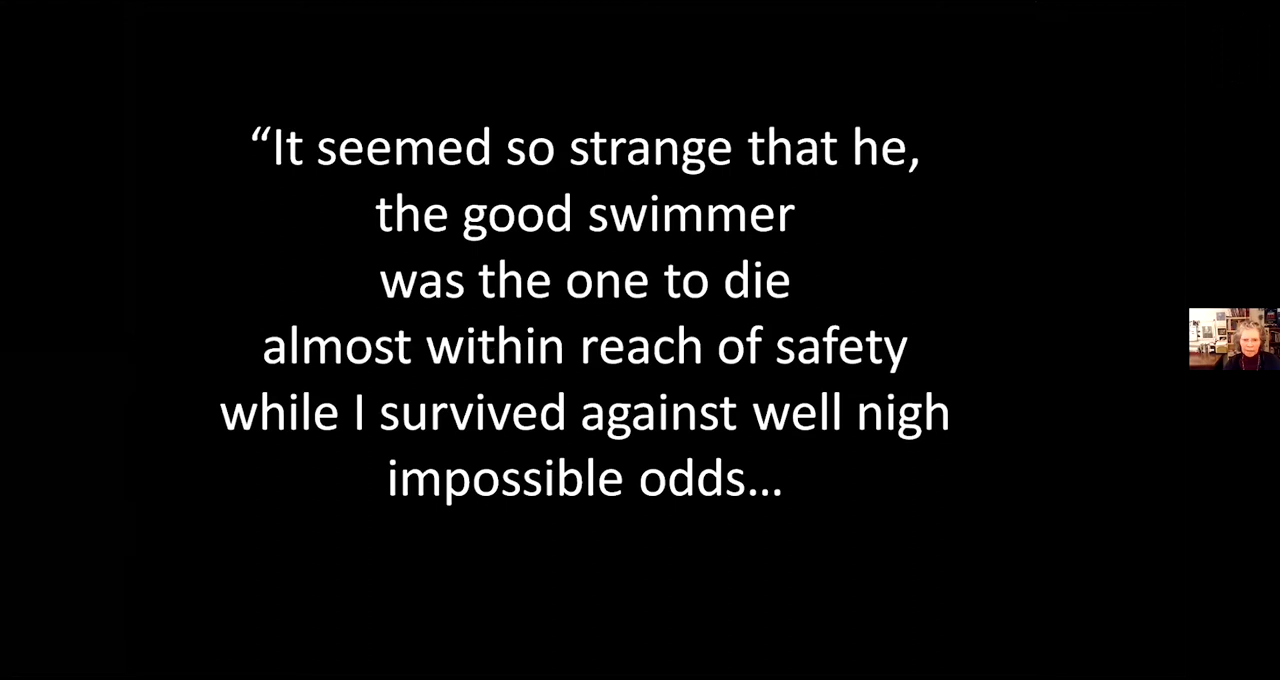 “It seemed so strange that he,
the good swimmer
was the one to die
almost within reach of safety
while I survived against well nigh
impossible odds…